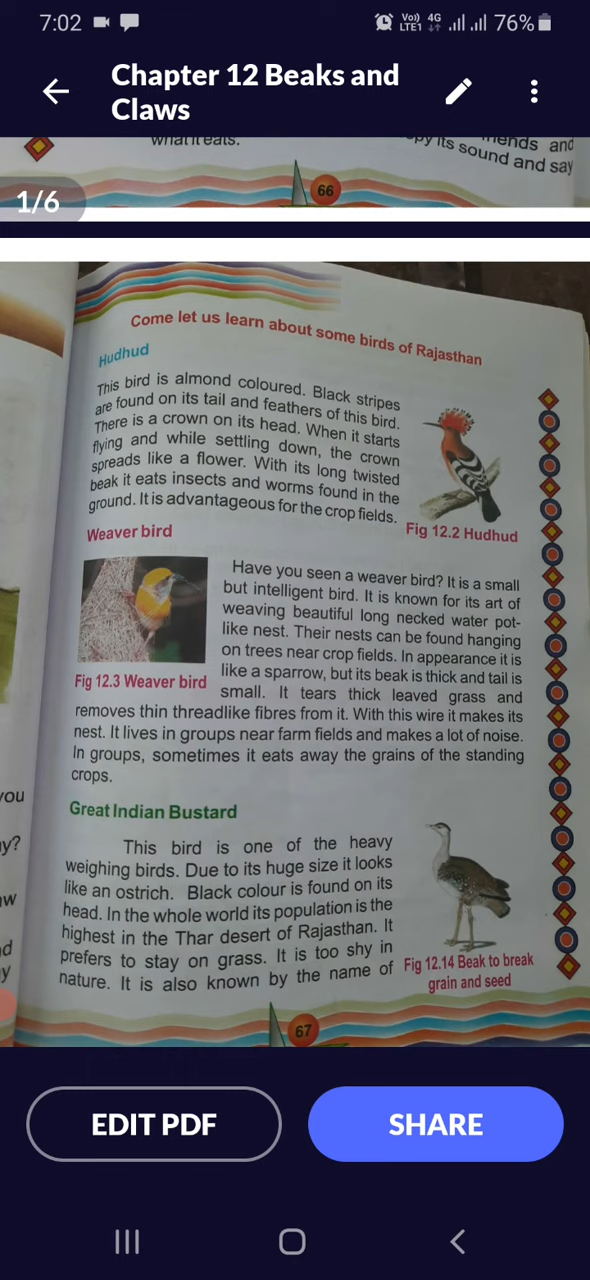 7:02
Vo))
LTE1
4G
76%
Chapter 12 Beaks and
Claws
what it eats.
its sound and say
66
1/6
Come let us learn about some birds of Rajasthan
Hudhud
This bird is almond coloured. Black stripes
are found on its tail and feathers of this bird.
There is a crown on its head. When it starts
flying and while settling down, the crown
spreads like a flower. With its long twisted
beak it eats insects and worms found in the
ground. It is advantageous for the crop fields.
Fig 12.2 Hudhud
Weaver bird
Have you seen a weaver bird? It is a small
but intelligent bird. It is known for its art of
weaving beautiful long necked water pot-
like nest. Their nests can be found hanging
on trees near crop fields. In appearance it is
like a sparrow, but its beak is thick and tail is
Fig 12.3 Weaver bird
small. It tears thick leaved grass and
removes thin threadlike fibres from it. With this wire it makes its
nest. It lives in groups near farm fields and makes a lot of noise.
In groups, sometimes it eats away the grains of the standing
crops.
Great Indian Bustard
This bird is one of the heavy
weighing birds. Due to its huge size it looks
like an ostrich. Black colour is found on its
head. In the whole world its population is the
highest in the Thar desert of Rajasthan. It
prefers to stay on grass. It is too shy in
nature. It is also known by the name of
Fig 12.14 Beak to break
grain and seed
67
EDIT PDF
SHARE